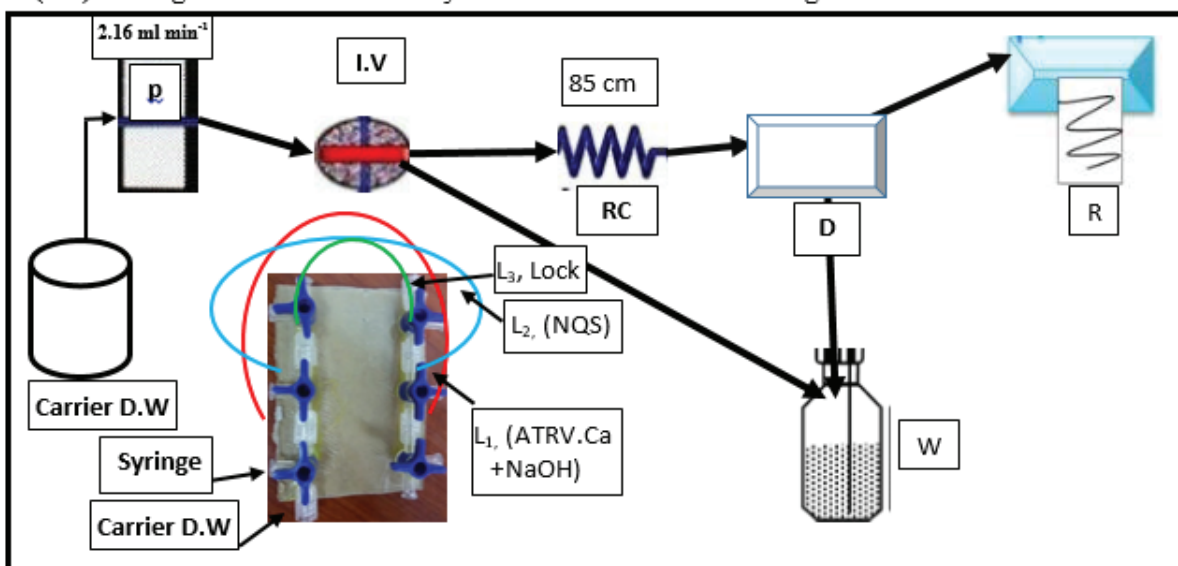 2.16 ml min⁻¹
p
I.V
85 cm
RC
D
R
L₃, Lock
L₂, (NQS)
Carrier D.W
L₁, (ATRV.Ca
+NaOH)
Syringe
Carrier D.W
W